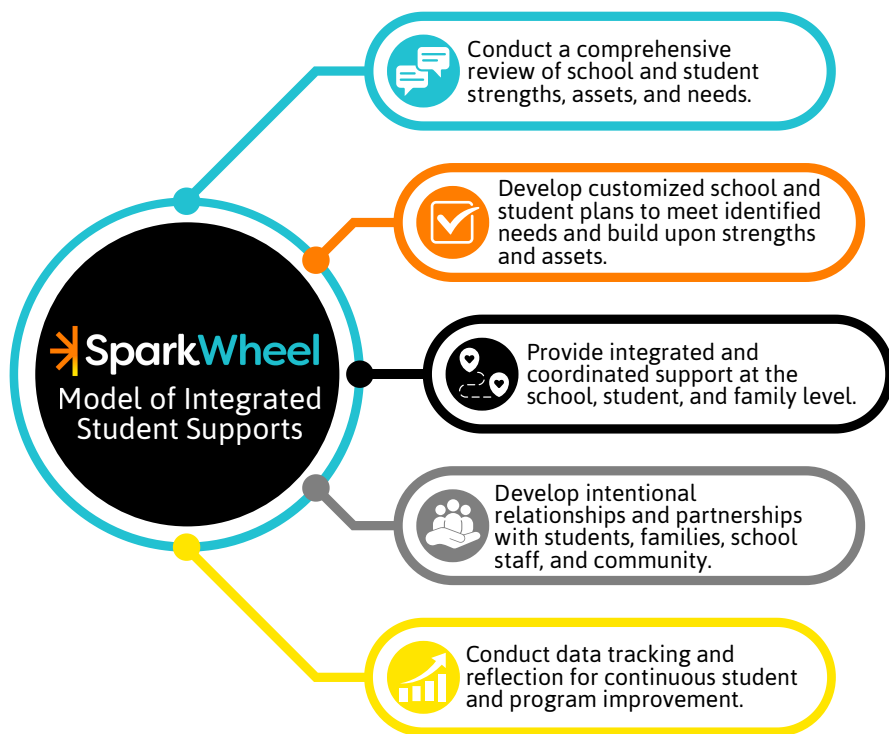 Conduct a comprehensive
review of school and student
strengths, assets, and needs.
Develop customized school and
student plans to meet identified
needs and build upon strengths
and assets.
SparkWheel
Model of Integrated
Student Supports
Provide integrated and
coordinated support at the
school, student, and family level.
Develop intentional
relationships and partnerships
with students, families, school
staff, and community.
Conduct data tracking and
reflection for continuous student
and program improvement.